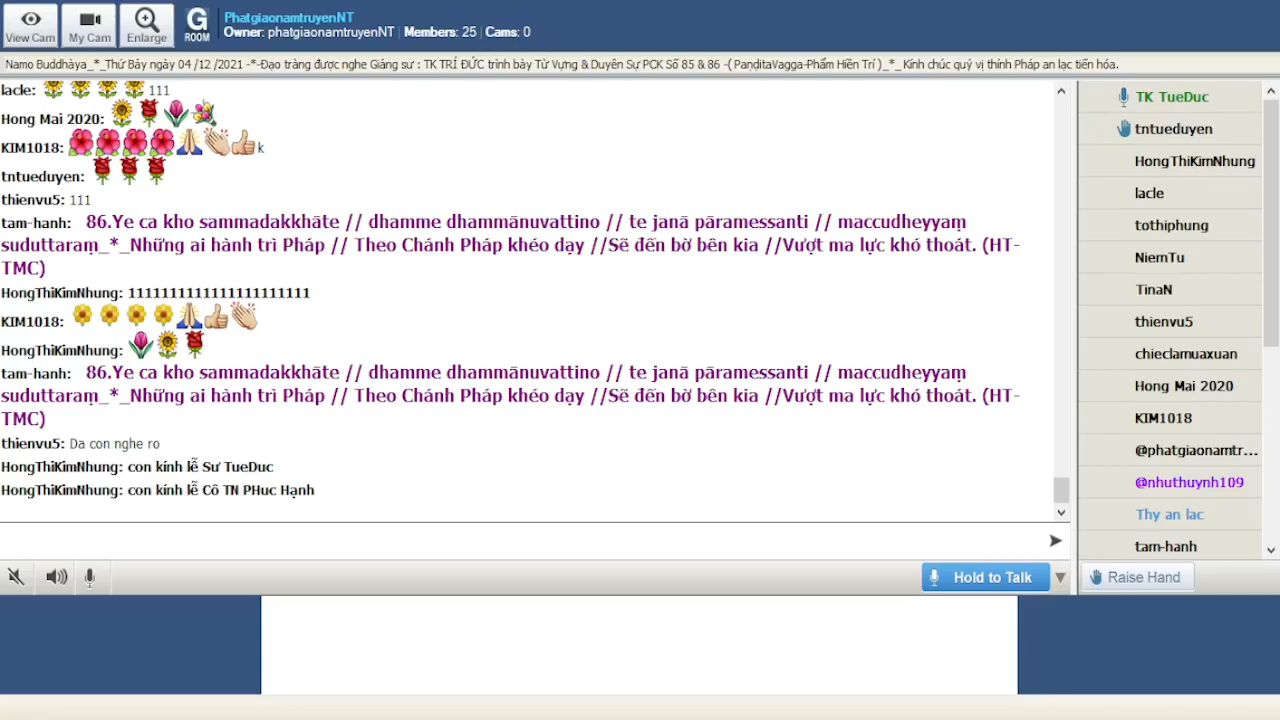 View Cam
My Cam
Enlarge
G
ROOM
PhatgiaonamtruyenNT
Owner: phatgiaonamtruyenNT | Members: 25 | Cams: 0
Namo Buddhàya_*_Thứ Bảy ngày 04 /12 /2021 -*-Đạo tràng được nghe Giảng sư : TK TRÍ ĐỨC trình bày Từ Vựng & Duyên Sự PCK Số 85 & 86 -( PaṇḍitaVagga-Phẩm Hiền Trí )_*_ Kính chúc quý vị thính Pháp an lạc tiến hóa.
lacle: 111
Hong Mai 2020:
KIM1018: k
tntueduyen:
thienvu5: 111
tam-hanh: 86.Ye ca kho sammadakkhāte // dhamme dhammānuvattino // te janā pāramessanti // maccudheyyaṃ
suduttaraṃ_*_Những ai hành trì Pháp // Theo Chánh Pháp khéo dạy //Sẽ đến bờ bên kia //Vượt ma lực khó thoát. (HT-
TMC)
HongThiKimNhung: 1111111111111111111111
KIM1018:
HongThiKimNhung:
tam-hanh: 86.Ye ca kho sammadakkhāte // dhamme dhammānuvattino // te janā pāramessanti // maccudheyyaṃ
suduttaraṃ_*_Những ai hành trì Pháp // Theo Chánh Pháp khéo dạy //Sẽ đến bờ bên kia //Vượt ma lực khó thoát. (HT-
TMC)
thienvu5: Da con nghe ro
HongThiKimNhung: con kính lễ Sư TueDuc
HongThiKimNhung: con kính lễ Cô TN PHuc Hạnh
Hold to Talk
TK TueDuc
tntueduyen
HongThiKimNhung
lacle
tothiphung
NiemTu
TinaN
thienvu5
chieclamuaxuan
Hong Mai 2020
KIM1018
@phatgiaonamtr...
@nhuthuynh109
Thy an lac
tam-hanh
Raise Hand